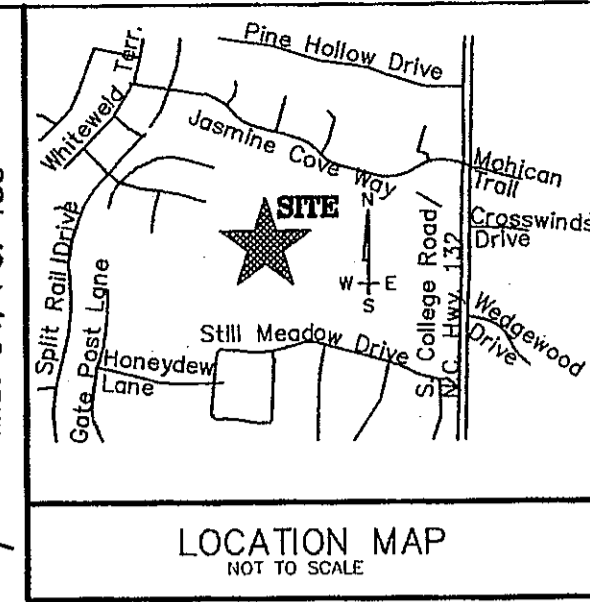 Pine Hollow Drive
Whiteweld Terr.
Jasmine Cove Way
Mohican
Trail
SITE
N
W E
S
Crosswinds
Drive
S. College Road/
N.C. Hwy. 132
Split Rail Drive
Gate Post Lane
Still Meadow Drive
Wedgewood
Drive
Honeydew
Lane
LOCATION MAP
NOT TO SCALE